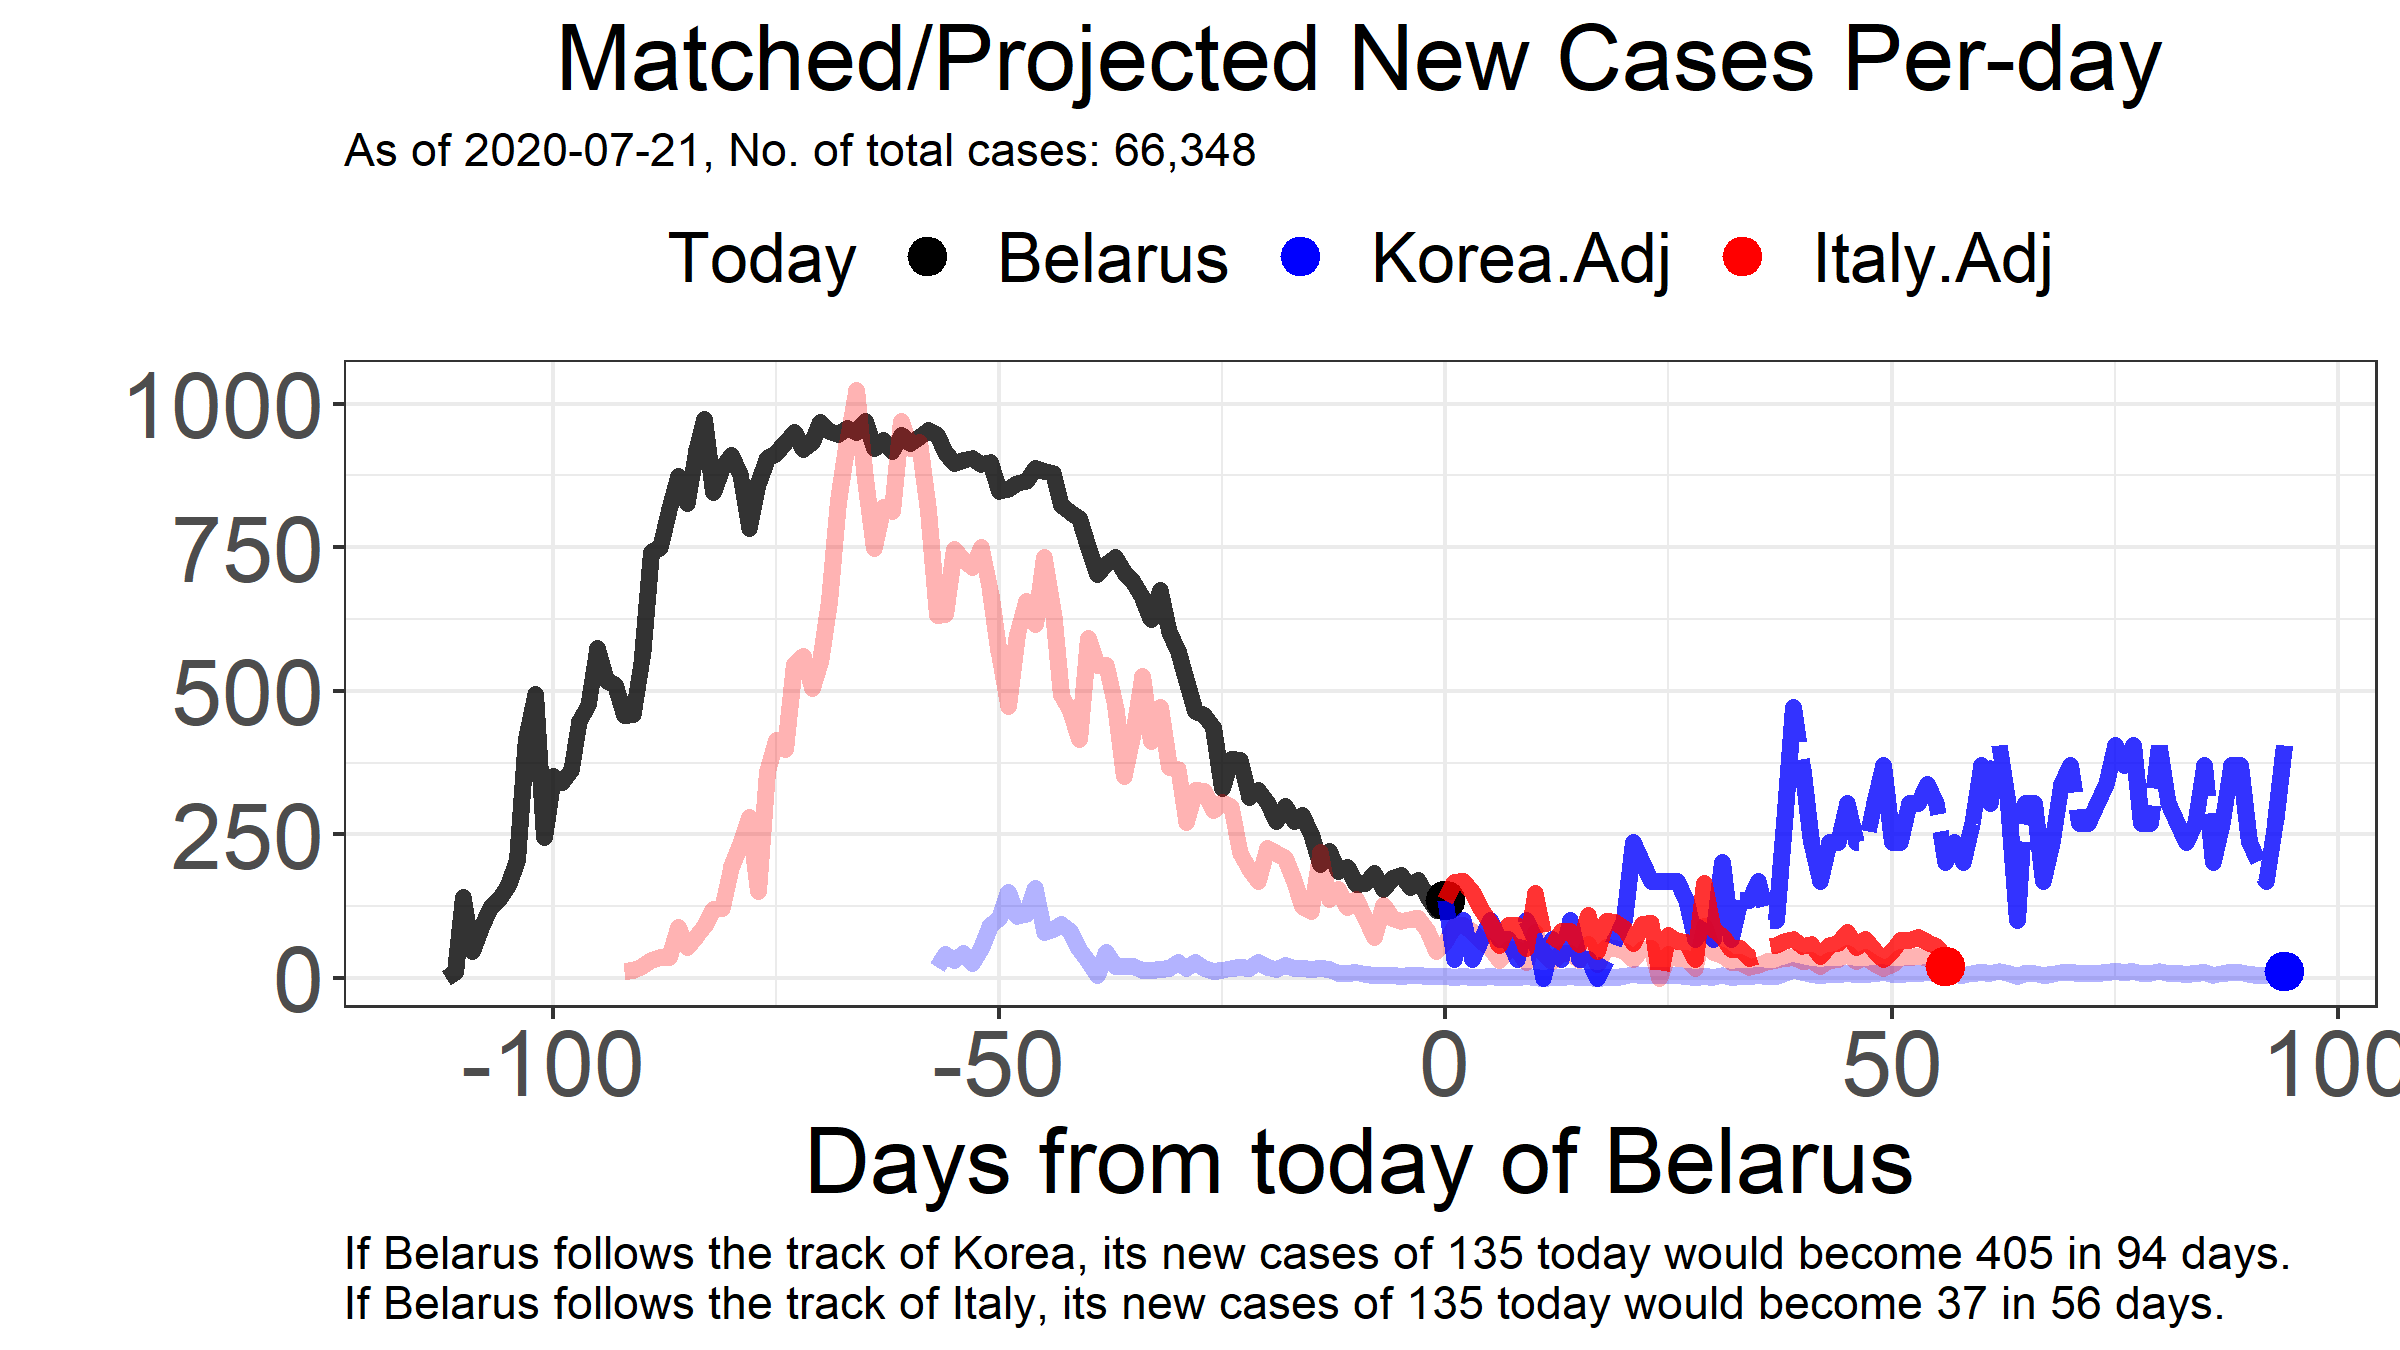 Matched/Projected New Cases Per-day
As of 2020-07-21, No. of total cases: 66,348
Today Belarus Korea.Adj Italy.Adj
1000
750
500
250
0
-100 -50 0 50 100
Days from today of Belarus
If Belarus follows the track of Korea, its new cases of 135 today would become 405 in 94 days.
If Belarus follows the track of Italy, its new cases of 135 today would become 37 in 56 days.